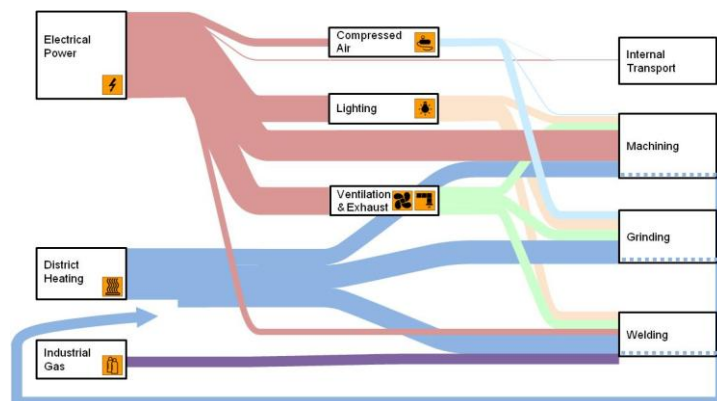 Electrical
Power
Compressed
Air
Internal
Transport
Lighting
Machining
Ventilation
& Exhaust
Grinding
District
Heating
Welding
Industrial
Gas